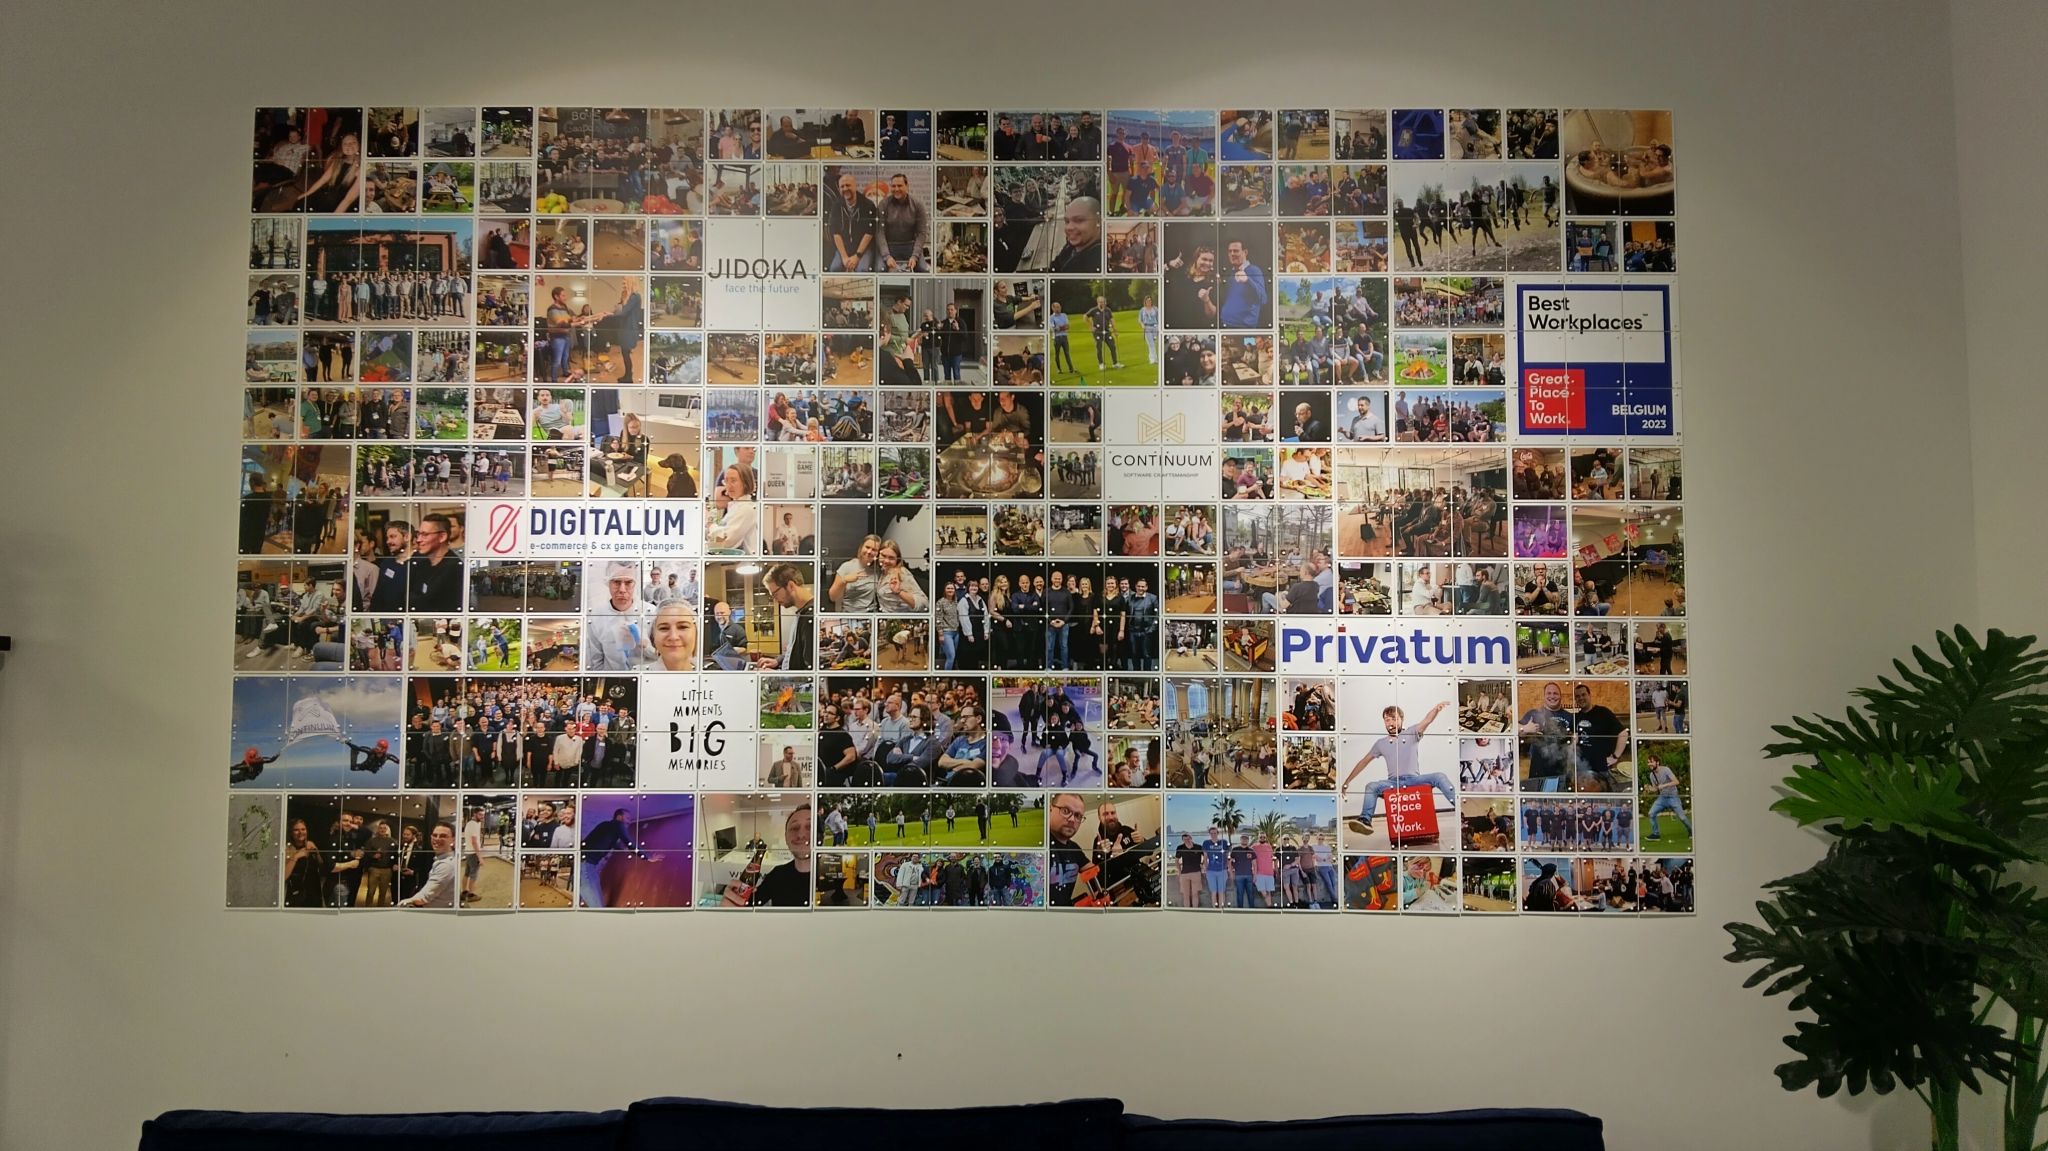 JIDOKA.
face the future
Best
Workplaces™
Great
Place
To
Work.
BELGIUM
2023
CONTINUUM
SOFTWARE CRAFTSMANSHIP
DIGITALUM
e-commerce & cx game changers
Privatum
CONTINUUM
LITTLE
MOMENTS
BIG
MEMORIES
Great
Place
To
Work.